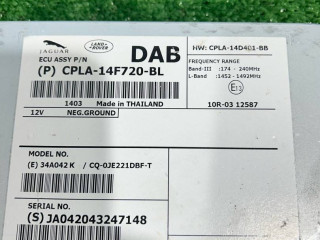 JAGUAR
LAND-ROVER
DAB
HW: CPLA-14D401-BB
ECU ASSY P/N
(P) CPLA-14F720-BL
FREQUENCY RANGE
Band-III :174 - 240MHz
L-Band :1452 - 1492MHz
E11
1403 Made in THAILAND
10R-03 12587
12V NEG.GROUND
MODEL NO.
(E) 34A042 K / CQ-0JE221DBF-T
SERIAL NO.
(S) JA042043247148